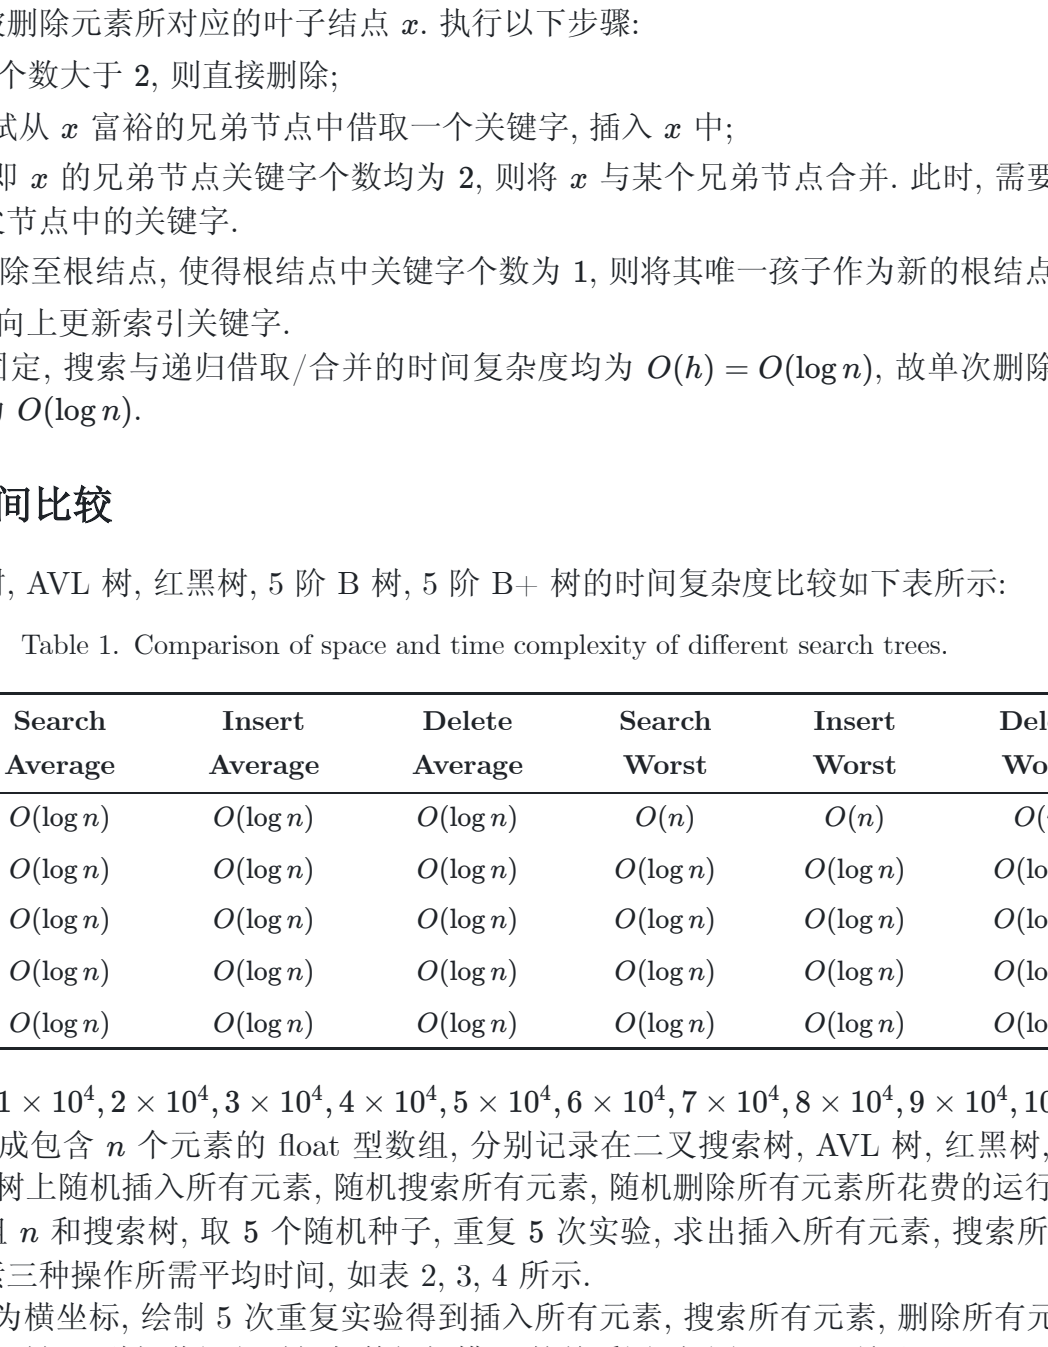 删除元素所对应的叶子结点 x. 执行以下步骤:
个数大于 2, 则直接删除;
试从 x 富裕的兄弟节点中借取一个关键字, 插入 x 中;
即 x 的兄弟节点关键字个数均为 2, 则将 x 与某个兄弟节点合并. 此时, 需要
节点中的关键字.
除至根结点, 使得根结点中关键字个数为 1, 则将其唯一孩子作为新的根结点
向上更新索引关键字.
固定, 搜索与递归借取/合并的时间复杂度均为 O(h) = O(log n), 故单次删除
O(log n).
间比较
AVL 树, 红黑树, 5 阶 B 树, 5 阶 B+ 树的时间复杂度比较如下表所示:
Table 1. Comparison of space and time complexity of different search trees.
Search Insert Delete Search Insert Del
Average Average Average Worst Worst Wo
O(log n) O(log n) O(log n) O(n) O(n) O(
O(log n) O(log n) O(log n) O(log n) O(log n) O(lo
O(log n) O(log n) O(log n) O(log n) O(log n) O(lo
O(log n) O(log n) O(log n) O(log n) O(log n) O(lo
O(log n) O(log n) O(log n) O(log n) O(log n) O(lo
1 × 10⁴, 2 × 10⁴, 3 × 10⁴, 4 × 10⁴, 5 × 10⁴, 6 × 10⁴, 7 × 10⁴, 8 × 10⁴, 9 × 10⁴, 10
成包含 n 个元素的 float 型数组, 分别记录在二叉搜索树, AVL 树, 红黑树,
树上随机插入所有元素, 随机搜索所有元素, 随机删除所有元素所花费的运行
n 和搜索树, 取 5 个随机种子, 重复 5 次实验, 求出插入所有元素, 搜索所
三种操作所需平均时间, 如表 2, 3, 4 所示.
为横坐标, 绘制 5 次重复实验得到插入所有元素, 搜索所有元素, 删除所有元